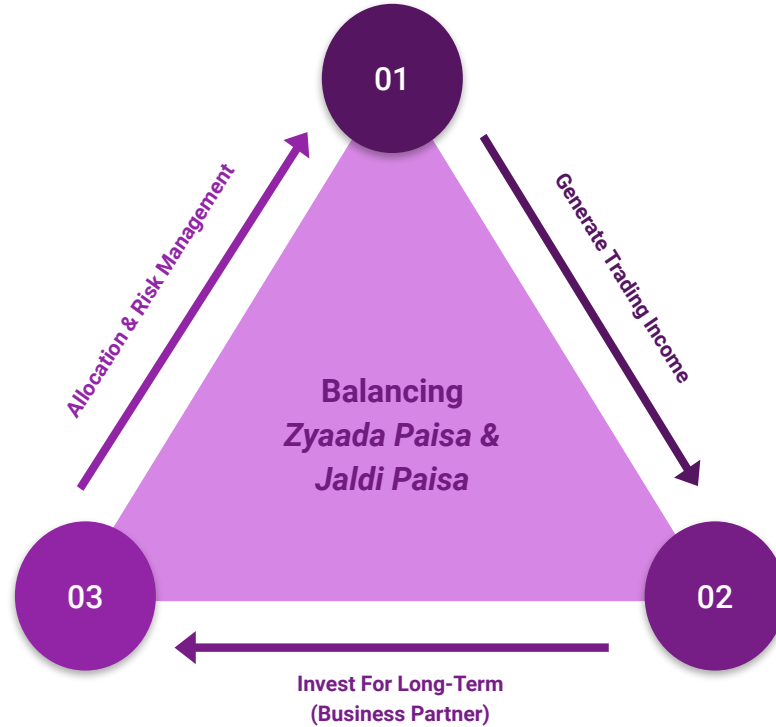 01
Allocation & Risk Management
Generate Trading Income
Balancing
Zyaada Paisa &
Jaldi Paisa
03
02
Invest For Long-Term
(Business Partner)